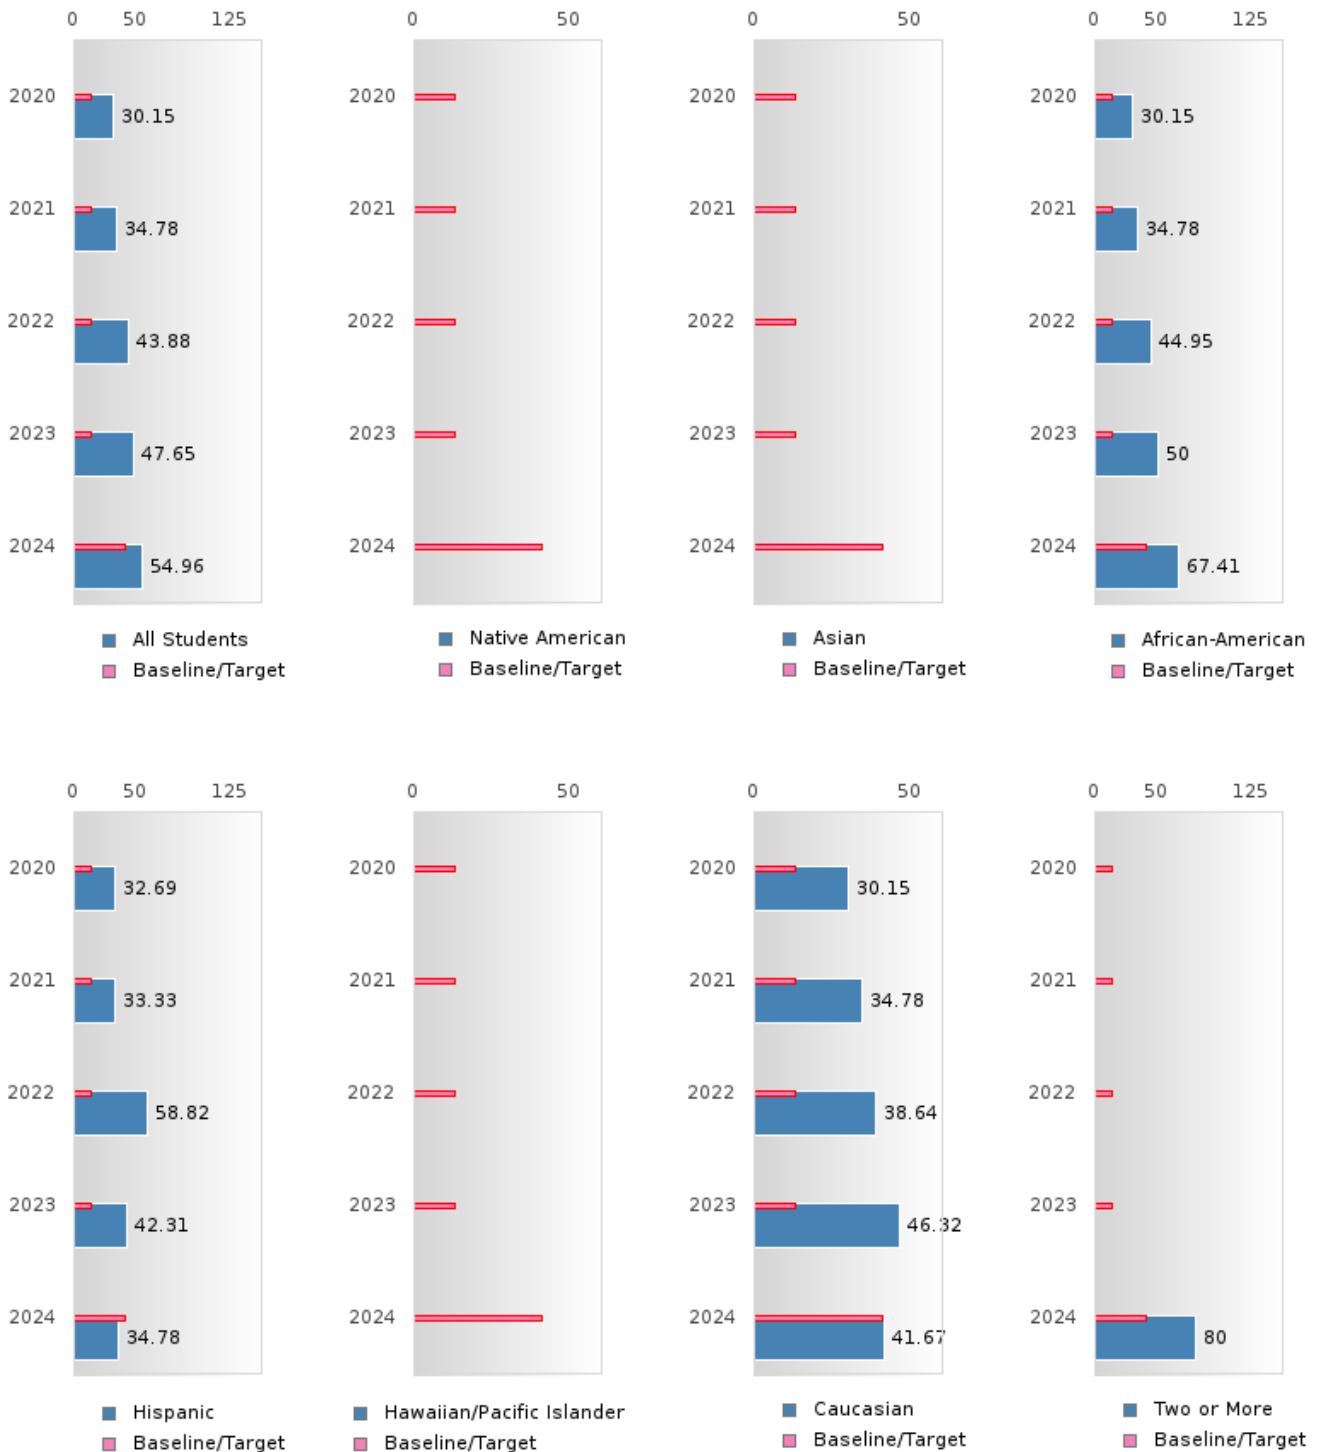 0 50 125
0 50
0 50
0 50 125
2020 30.15
2020
2020
2020 30.15
2021 34.78
2021
2021
2021 34.78
2022 43.88
2022
2022
2022 44.95
2023 47.65
2023
2023
2023 50
2024 54.96
2024
2024
2024 67.41
All Students
Baseline/Target
Native American
Baseline/Target
Asian
Baseline/Target
African-American
Baseline/Target
0 50 125
0 50
0 50
0 50 125
2020 32.69
2020
2020 30.15
2020
2021 33.33
2021
2021 34.78
2021
2022 58.82
2022
2022 38.64
2022
2023 42.31
2023
2023 46.32
2023
2024 34.78
2024
2024 41.67
2024 80
Hispanic
Baseline/Target
Hawaiian/Pacific Islander
Baseline/Target
Caucasian
Baseline/Target
Two or More
Baseline/Target